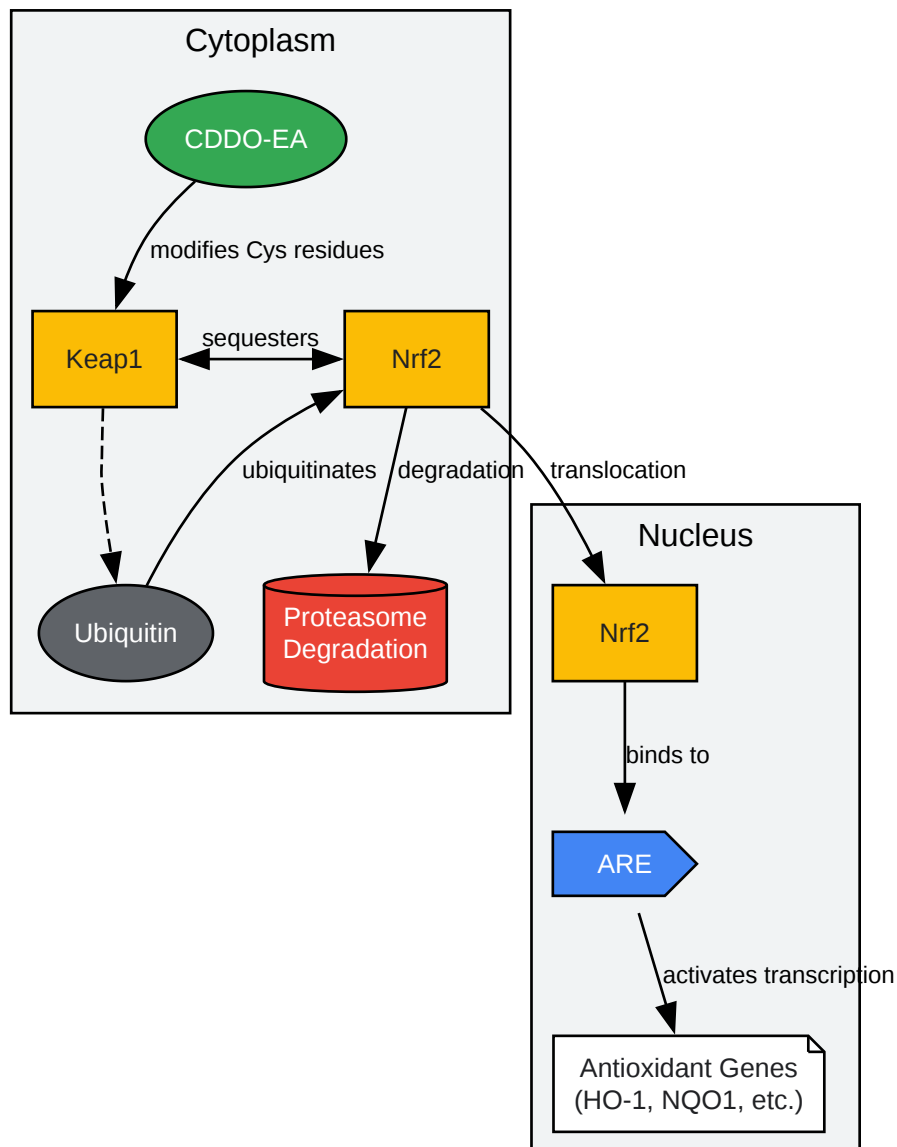 Cytoplasm
CDDO-EA
modifies Cys residues
Keap1
sequesters
Nrf2
ubiquitinates
degradation
translocation
Ubiquitin
Proteasome
Degradation
Nucleus
Nrf2
binds to
ARE
activates transcription
Antioxidant Genes
(HO-1, NQO1, etc.)